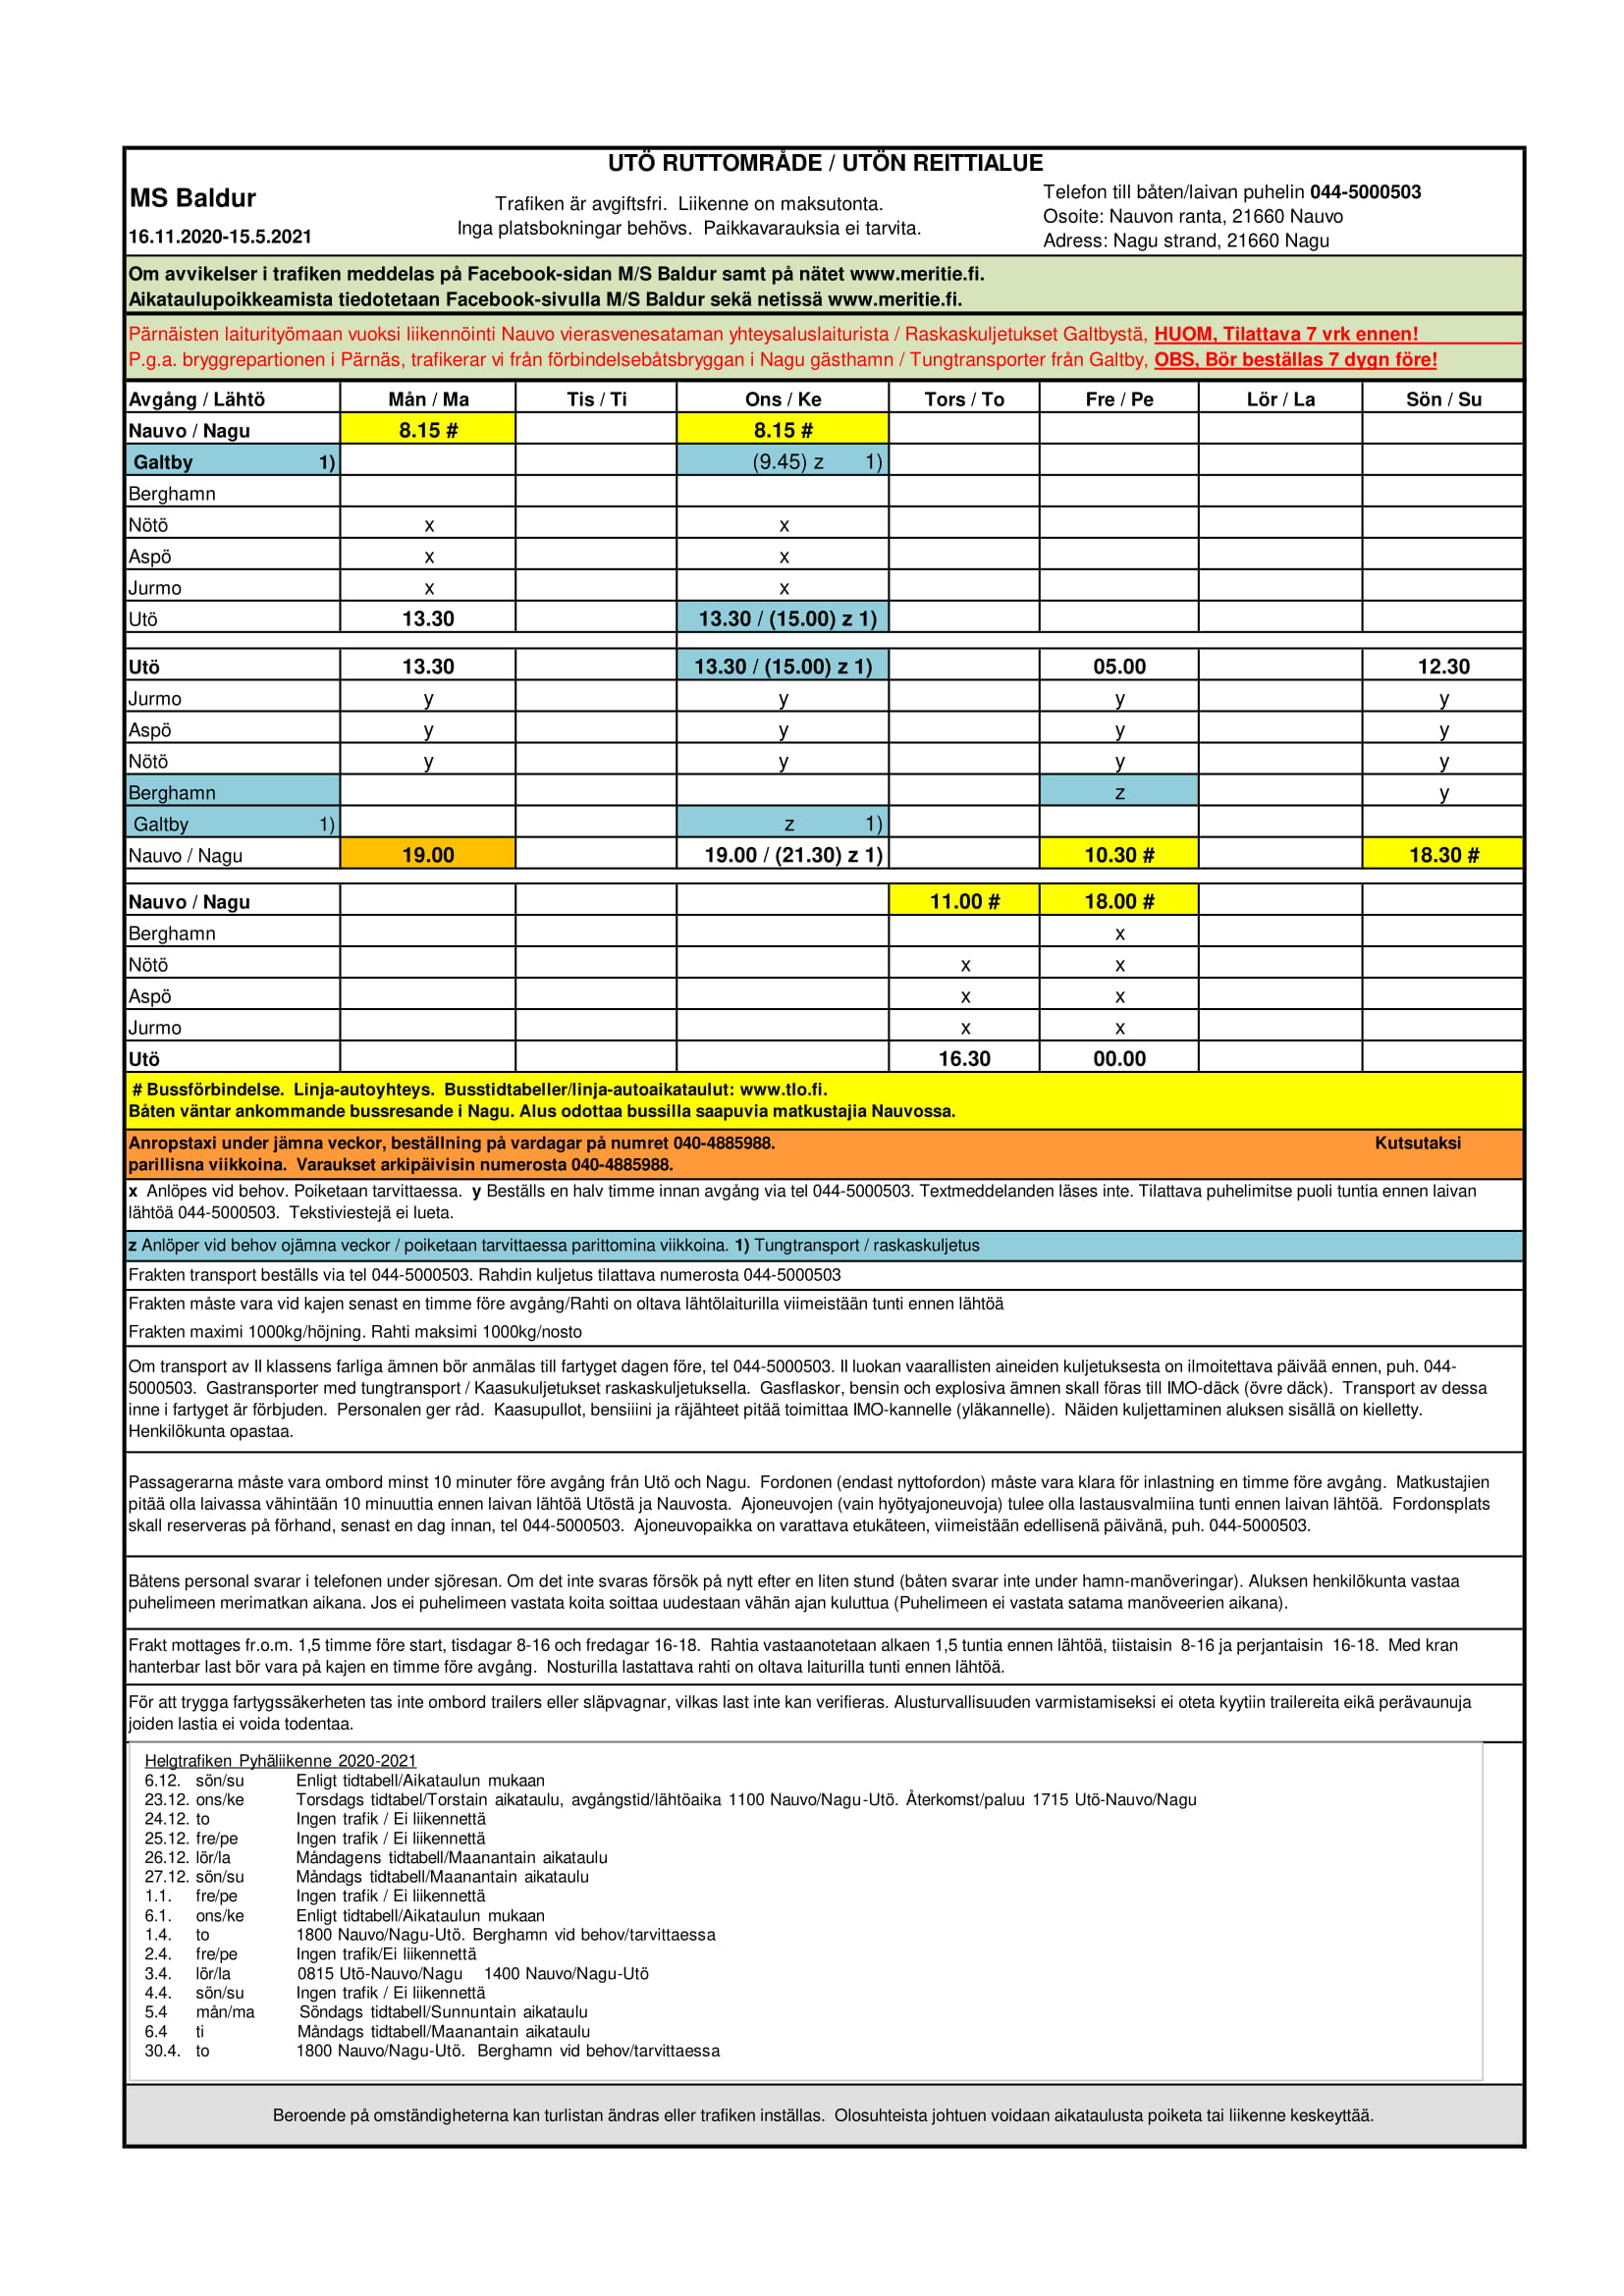 UTÖ RUTTOMRÅDE / UTÖN REITTIALUE
MS Baldur
16.11.2020-15.5.2021
Trafiken är avgiftsfri. Liikenne on maksutonta.
Inga platsbokningar behövs. Paikkavarauksia ei tarvita.
Telefon till båten/laivan puhelin 044-5000503
Osoite: Nauvon ranta, 21660 Nauvo
Adress: Nagu strand, 21660 Nagu
Om avvikelser i trafiken meddelas på Facebook-sidan M/S Baldur samt på nätet www.meritie.fi.
Aikataulupoikkeamista tiedotetaan Facebook-sivulla M/S Baldur sekä netissä www.meritie.fi.
Pärnäisten laiturityömaan vuoksi liikennöinti Nauvo vierasvenesataman yhteysaluslaiturista / Raskaskuljetukset Galtbystä, HUOM, Tilattava 7 vrk ennen!
P.g.a. bryggrepartionen i Pärnäs, trafikerar vi från förbindelsebåtsbryggan i Nagu gästhamn / Tungtransporter från Galtby, OBS, Bör beställas 7 dygn före!
Avgång / Lähtö Mån / Ma Tis / Ti Ons / Ke Tors / To Fre / Pe Lör / La Sön / Su
Nauvo / Nagu 8.15 # 8.15 #
Galtby 1) (9.45) z 1)
Berghamn
Nötö x x
Aspö x x
Jurmo x x
Utö 13.30 13.30 / (15.00) z 1)
Utö 13.30 13.30 / (15.00) z 1) 05.00 12.30
Jurmo y y y y
Aspö y y y y
Nötö y y y y
Berghamn z y
Galtby 1) z 1)
Nauvo / Nagu 19.00 19.00 / (21.30) z 1) 10.30 # 18.30 #
Nauvo / Nagu 11.00 # 18.00 #
Berghamn x
Nötö x x
Aspö x x
Jurmo x x
Utö 16.30 00.00
# Bussförbindelse. Linja-autoyhteys. Busstidtabeller/linja-autoaikataulut: www.tlo.fi.
Båten väntar ankommande bussresande i Nagu. Alus odottaa bussilla saapuvia matkustajia Nauvossa.
Anropstaxi under jämna veckor, beställning på vardagar på numret 040-4885988. Kutsutaksi
parillisna viikkoina. Varaukset arkipäivisin numerosta 040-4885988.
x Anlöpes vid behov. Poiketaan tarvittaessa. y Beställs en halv timme innan avgång via tel 044-5000503. Textmeddelanden läses inte. Tilattava puhelimitse puoli tuntia ennen laivan
lähtöä 044-5000503. Tekstiviestejä ei lueta.
z Anlöper vid behov ojämna veckor / poiketaan tarvittaessa parittomina viikkoina. 1) Tungtransport / raskaskuljetus
Frakten transport beställs via tel 044-5000503. Rahdin kuljetus tilattava numerosta 044-5000503
Frakten måste vara vid kajen senast en timme före avgång/Rahti on oltava lähtölaiturilla viimeistään tunti ennen lähtöä
Frakten maximi 1000kg/höjning. Rahti maksimi 1000kg/nosto
Om transport av II klassens farliga ämnen bör anmälas till fartyget dagen före, tel 044-5000503. II luokan vaarallisten aineiden kuljetuksesta on ilmoitettava päivää ennen, puh. 044-
5000503. Gastransporter med tungtransport / Kaasukuljetukset raskaskuljetuksella. Gasflaskor, bensin och explosiva ämnen skall föras till IMO-däck (övre däck). Transport av dessa
inne i fartyget är förbjuden. Personalen ger råd. Kaasupullot, bensiiini ja räjähteet pitää toimittaa IMO-kannelle (yläkannelle). Näiden kuljettaminen aluksen sisällä on kielletty.
Henkilökunta opastaa.
Passagerarna måste vara ombord minst 10 minuter före avgång från Utö och Nagu. Fordonen (endast nyttofordon) måste vara klara för inlastning en timme före avgång. Matkustajien
pitää olla laivassa vähintään 10 minuuttia ennen laivan lähtöä Utöstä ja Nauvosta. Ajoneuvojen (vain hyötyajoneuvoja) tulee olla lastausvalmiina tunti ennen laivan lähtöä. Fordonsplats
skall reserveras på förhand, senast en dag innan, tel 044-5000503. Ajoneuvopaikka on varattava etukäteen, viimeistään edellisenä päivänä, puh. 044-5000503.
Båtens personal svarar i telefonen under sjöresan. Om det inte svaras försök på nytt efter en liten stund (båten svarar inte under hamn-manöveringar). Aluksen henkilökunta vastaa
puhelimeen merimatkan aikana. Jos ei puhelimeen vastata koita soittaa uudestaan vähän ajan kuluttua (Puhelimeen ei vastata satama manöveerien aikana).
Frakt mottages fr.o.m. 1,5 timme före start, tisdagar 8-16 och fredagar 16-18. Rahtia vastaanotetaan alkaen 1,5 tuntia ennen lähtöä, tiistaisin 8-16 ja perjantaisin 16-18. Med kran
hanterbar last bör vara på kajen en timme före avgång. Nosturilla lastattava rahti on oltava laiturilla tunti ennen lähtöä.
För att trygga fartygssäkerheten tas inte ombord trailers eller släpvagnar, vilkas last inte kan verifieras. Alusturvallisuuden varmistamiseksi ei oteta kyytiin trailereita eikä perävaunuja
joiden lastia ei voida todentaa.
Helgtrafiken Pyhäliikenne 2020-2021
6.12. sön/su Enligt tidtabell/Aikataulun mukaan
23.12. ons/ke Torsdags tidtabel/Torstain aikataulu, avgångstid/lähtöaika 1100 Nauvo/Nagu-Utö. Återkomst/paluu 1715 Utö-Nauvo/Nagu
24.12. to Ingen trafik / Ei liikennettä
25.12. fre/pe Ingen trafik / Ei liikennettä
26.12. lör/la Måndagens tidtabell/Maanantain aikataulu
27.12. sön/su Måndags tidtabell/Maanantain aikataulu
1.1. fre/pe Ingen trafik / Ei liikennettä
6.1. ons/ke Enligt tidtabell/Aikataulun mukaan
1.4. to 1800 Nauvo/Nagu-Utö. Berghamn vid behov/tarvittaessa
2.4. fre/pe Ingen trafik/Ei liikennettä
3.4. lör/la 0815 Utö-Nauvo/Nagu 1400 Nauvo/Nagu-Utö
4.4. sön/su Ingen trafik / Ei liikennettä
5.4 mån/ma Söndags tidtabell/Sunnuntain aikataulu
6.4 ti Måndags tidtabell/Maanantain aikataulu
30.4. to 1800 Nauvo/Nagu-Utö. Berghamn vid behov/tarvittaessa
Beroende på omständigheterna kan turlistan ändras eller trafiken inställas. Olosuhteista johtuen voidaan aikataulusta poiketa tai liikenne keskeyttää.